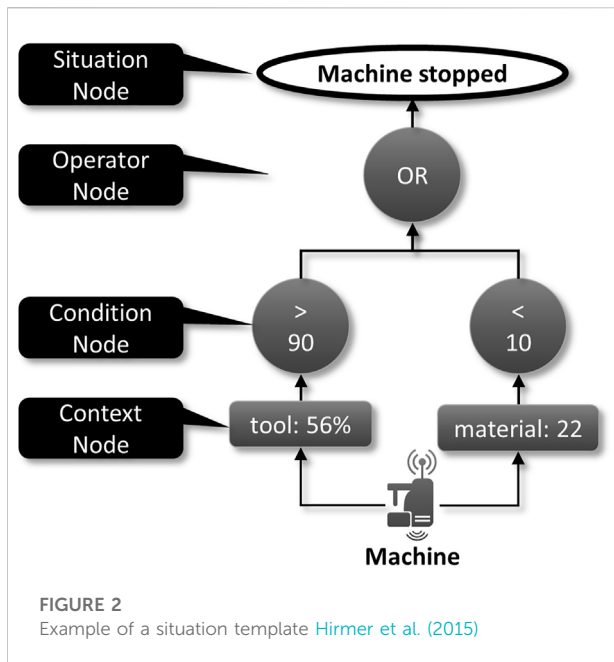 Situation
Node
Machine stopped
Operator
Node
OR
Condition
Node
>
90
<
10
Context
Node
tool: 56%
material: 22
Machine
FIGURE 2
Example of a situation template Hirmer et al. (2015)